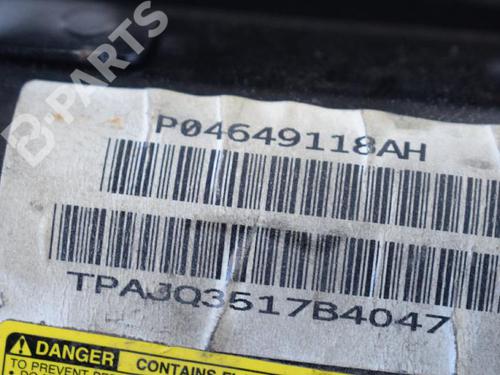 B-PARTS
P04649118AH
TPAJQ3517B4047
DANGER CONTAINS
TO PREVENT